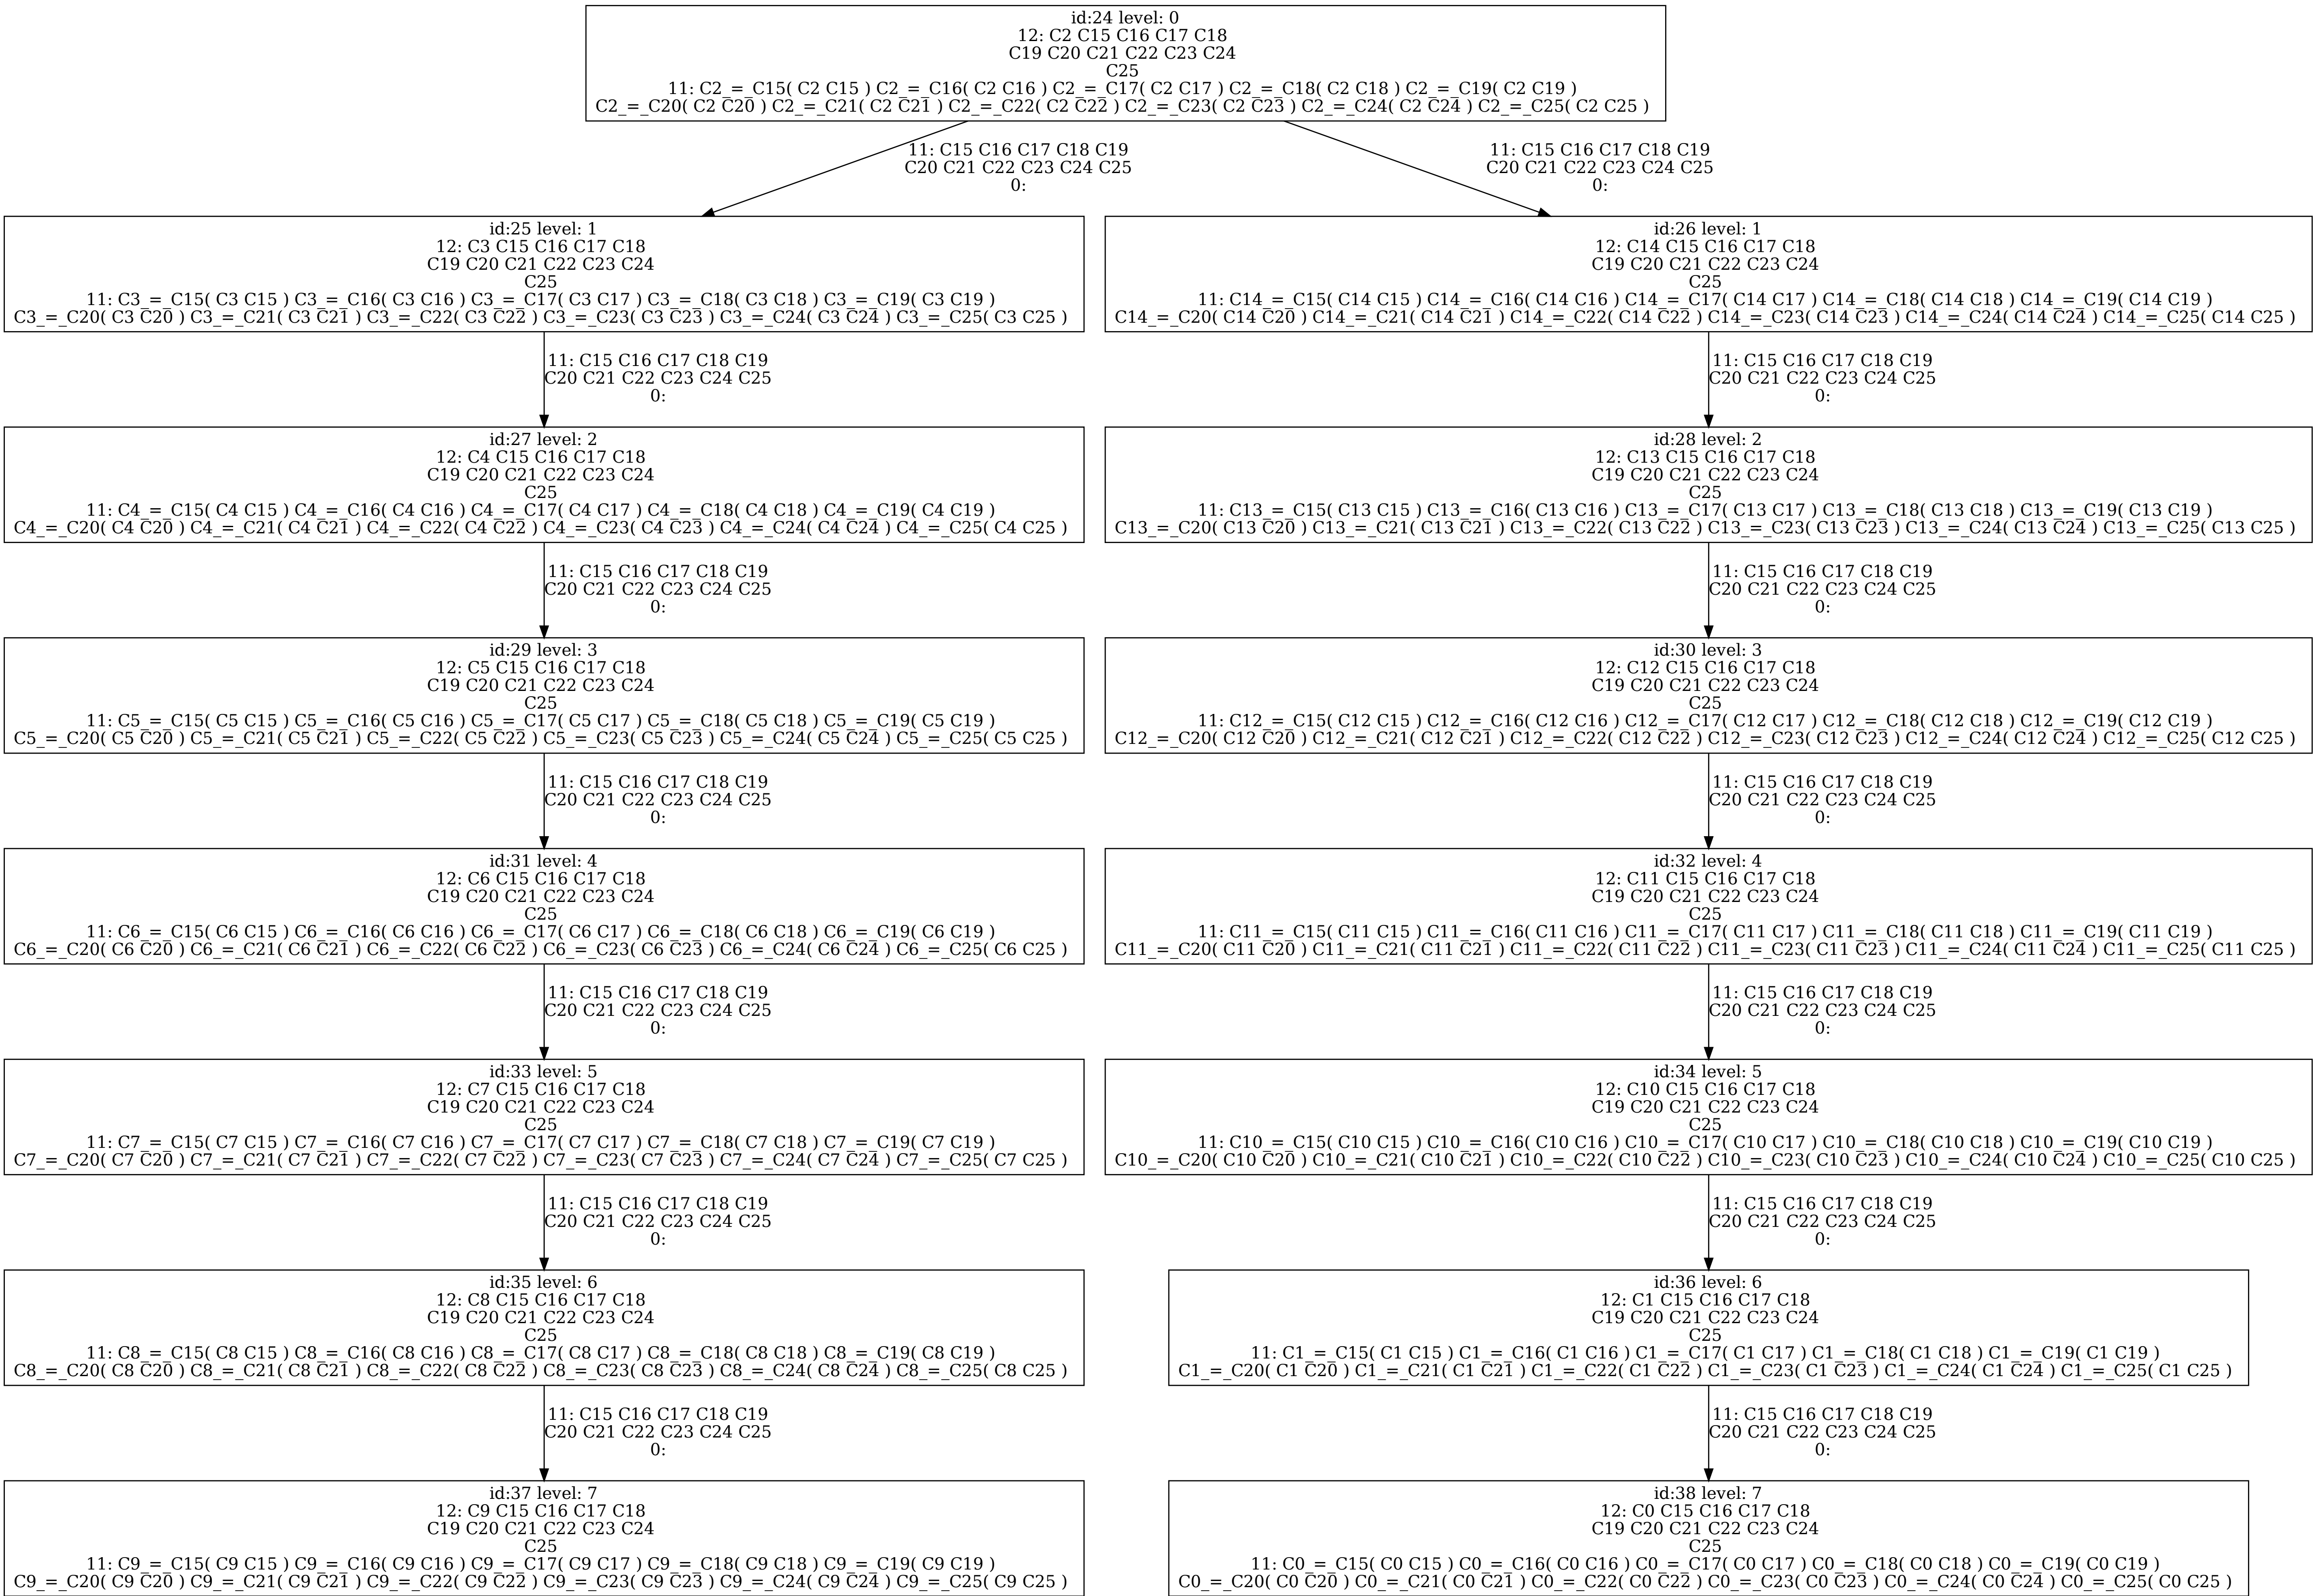 id:24 level: 0
12: C2 C15 C16 C17 C18
C19 C20 C21 C22 C23 C24
C25
11: C2_=_C15( C2 C15 ) C2_=_C16( C2 C16 ) C2_=_C17( C2 C17 ) C2_=_C18( C2 C18 ) C2_=_C19( C2 C19 )
C2_=_C20( C2 C20 ) C2_=_C21( C2 C21 ) C2_=_C22( C2 C22 ) C2_=_C23( C2 C23 ) C2_=_C24( C2 C24 ) C2_=_C25( C2 C25 )
11: C15 C16 C17 C18 C19
C20 C21 C22 C23 C24 C25
0:
11: C15 C16 C17 C18 C19
C20 C21 C22 C23 C24 C25
0:
id:25 level: 1
12: C3 C15 C16 C17 C18
C19 C20 C21 C22 C23 C24
C25
11: C3_=_C15( C3 C15 ) C3_=_C16( C3 C16 ) C3_=_C17( C3 C17 ) C3_=_C18( C3 C18 ) C3_=_C19( C3 C19 )
C3_=_C20( C3 C20 ) C3_=_C21( C3 C21 ) C3_=_C22( C3 C22 ) C3_=_C23( C3 C23 ) C3_=_C24( C3 C24 ) C3_=_C25( C3 C25 )
id:26 level: 1
12: C14 C15 C16 C17 C18
C19 C20 C21 C22 C23 C24
C25
11: C14_=_C15( C14 C15 ) C14_=_C16( C14 C16 ) C14_=_C17( C14 C17 ) C14_=_C18( C14 C18 ) C14_=_C19( C14 C19 )
C14_=_C20( C14 C20 ) C14_=_C21( C14 C21 ) C14_=_C22( C14 C22 ) C14_=_C23( C14 C23 ) C14_=_C24( C14 C24 ) C14_=_C25( C14 C25 )
11: C15 C16 C17 C18 C19
C20 C21 C22 C23 C24 C25
0:
11: C15 C16 C17 C18 C19
C20 C21 C22 C23 C24 C25
0:
id:27 level: 2
12: C4 C15 C16 C17 C18
C19 C20 C21 C22 C23 C24
C25
11: C4_=_C15( C4 C15 ) C4_=_C16( C4 C16 ) C4_=_C17( C4 C17 ) C4_=_C18( C4 C18 ) C4_=_C19( C4 C19 )
C4_=_C20( C4 C20 ) C4_=_C21( C4 C21 ) C4_=_C22( C4 C22 ) C4_=_C23( C4 C23 ) C4_=_C24( C4 C24 ) C4_=_C25( C4 C25 )
id:28 level: 2
12: C13 C15 C16 C17 C18
C19 C20 C21 C22 C23 C24
C25
11: C13_=_C15( C13 C15 ) C13_=_C16( C13 C16 ) C13_=_C17( C13 C17 ) C13_=_C18( C13 C18 ) C13_=_C19( C13 C19 )
C13_=_C20( C13 C20 ) C13_=_C21( C13 C21 ) C13_=_C22( C13 C22 ) C13_=_C23( C13 C23 ) C13_=_C24( C13 C24 ) C13_=_C25( C13 C25 )
11: C15 C16 C17 C18 C19
C20 C21 C22 C23 C24 C25
0:
11: C15 C16 C17 C18 C19
C20 C21 C22 C23 C24 C25
0:
id:29 level: 3
12: C5 C15 C16 C17 C18
C19 C20 C21 C22 C23 C24
C25
11: C5_=_C15( C5 C15 ) C5_=_C16( C5 C16 ) C5_=_C17( C5 C17 ) C5_=_C18( C5 C18 ) C5_=_C19( C5 C19 )
C5_=_C20( C5 C20 ) C5_=_C21( C5 C21 ) C5_=_C22( C5 C22 ) C5_=_C23( C5 C23 ) C5_=_C24( C5 C24 ) C5_=_C25( C5 C25 )
id:30 level: 3
12: C12 C15 C16 C17 C18
C19 C20 C21 C22 C23 C24
C25
11: C12_=_C15( C12 C15 ) C12_=_C16( C12 C16 ) C12_=_C17( C12 C17 ) C12_=_C18( C12 C18 ) C12_=_C19( C12 C19 )
C12_=_C20( C12 C20 ) C12_=_C21( C12 C21 ) C12_=_C22( C12 C22 ) C12_=_C23( C12 C23 ) C12_=_C24( C12 C24 ) C12_=_C25( C12 C25 )
11: C15 C16 C17 C18 C19
C20 C21 C22 C23 C24 C25
0:
11: C15 C16 C17 C18 C19
C20 C21 C22 C23 C24 C25
0:
id:31 level: 4
12: C6 C15 C16 C17 C18
C19 C20 C21 C22 C23 C24
C25
11: C6_=_C15( C6 C15 ) C6_=_C16( C6 C16 ) C6_=_C17( C6 C17 ) C6_=_C18( C6 C18 ) C6_=_C19( C6 C19 )
C6_=_C20( C6 C20 ) C6_=_C21( C6 C21 ) C6_=_C22( C6 C22 ) C6_=_C23( C6 C23 ) C6_=_C24( C6 C24 ) C6_=_C25( C6 C25 )
id:32 level: 4
12: C11 C15 C16 C17 C18
C19 C20 C21 C22 C23 C24
C25
11: C11_=_C15( C11 C15 ) C11_=_C16( C11 C16 ) C11_=_C17( C11 C17 ) C11_=_C18( C11 C18 ) C11_=_C19( C11 C19 )
C11_=_C20( C11 C20 ) C11_=_C21( C11 C21 ) C11_=_C22( C11 C22 ) C11_=_C23( C11 C23 ) C11_=_C24( C11 C24 ) C11_=_C25( C11 C25 )
11: C15 C16 C17 C18 C19
C20 C21 C22 C23 C24 C25
0:
11: C15 C16 C17 C18 C19
C20 C21 C22 C23 C24 C25
0:
id:33 level: 5
12: C7 C15 C16 C17 C18
C19 C20 C21 C22 C23 C24
C25
11: C7_=_C15( C7 C15 ) C7_=_C16( C7 C16 ) C7_=_C17( C7 C17 ) C7_=_C18( C7 C18 ) C7_=_C19( C7 C19 )
C7_=_C20( C7 C20 ) C7_=_C21( C7 C21 ) C7_=_C22( C7 C22 ) C7_=_C23( C7 C23 ) C7_=_C24( C7 C24 ) C7_=_C25( C7 C25 )
id:34 level: 5
12: C10 C15 C16 C17 C18
C19 C20 C21 C22 C23 C24
C25
11: C10_=_C15( C10 C15 ) C10_=_C16( C10 C16 ) C10_=_C17( C10 C17 ) C10_=_C18( C10 C18 ) C10_=_C19( C10 C19 )
C10_=_C20( C10 C20 ) C10_=_C21( C10 C21 ) C10_=_C22( C10 C22 ) C10_=_C23( C10 C23 ) C10_=_C24( C10 C24 ) C10_=_C25( C10 C25 )
11: C15 C16 C17 C18 C19
C20 C21 C22 C23 C24 C25
0:
11: C15 C16 C17 C18 C19
C20 C21 C22 C23 C24 C25
0:
id:35 level: 6
12: C8 C15 C16 C17 C18
C19 C20 C21 C22 C23 C24
C25
11: C8_=_C15( C8 C15 ) C8_=_C16( C8 C16 ) C8_=_C17( C8 C17 ) C8_=_C18( C8 C18 ) C8_=_C19( C8 C19 )
C8_=_C20( C8 C20 ) C8_=_C21( C8 C21 ) C8_=_C22( C8 C22 ) C8_=_C23( C8 C23 ) C8_=_C24( C8 C24 ) C8_=_C25( C8 C25 )
id:36 level: 6
12: C1 C15 C16 C17 C18
C19 C20 C21 C22 C23 C24
C25
11: C1_=_C15( C1 C15 ) C1_=_C16( C1 C16 ) C1_=_C17( C1 C17 ) C1_=_C18( C1 C18 ) C1_=_C19( C1 C19 )
C1_=_C20( C1 C20 ) C1_=_C21( C1 C21 ) C1_=_C22( C1 C22 ) C1_=_C23( C1 C23 ) C1_=_C24( C1 C24 ) C1_=_C25( C1 C25 )
11: C15 C16 C17 C18 C19
C20 C21 C22 C23 C24 C25
0:
11: C15 C16 C17 C18 C19
C20 C21 C22 C23 C24 C25
0:
id:37 level: 7
12: C9 C15 C16 C17 C18
C19 C20 C21 C22 C23 C24
C25
11: C9_=_C15( C9 C15 ) C9_=_C16( C9 C16 ) C9_=_C17( C9 C17 ) C9_=_C18( C9 C18 ) C9_=_C19( C9 C19 )
C9_=_C20( C9 C20 ) C9_=_C21( C9 C21 ) C9_=_C22( C9 C22 ) C9_=_C23( C9 C23 ) C9_=_C24( C9 C24 ) C9_=_C25( C9 C25 )
id:38 level: 7
12: C0 C15 C16 C17 C18
C19 C20 C21 C22 C23 C24
C25
11: C0_=_C15( C0 C15 ) C0_=_C16( C0 C16 ) C0_=_C17( C0 C17 ) C0_=_C18( C0 C18 ) C0_=_C19( C0 C19 )
C0_=_C20( C0 C20 ) C0_=_C21( C0 C21 ) C0_=_C22( C0 C22 ) C0_=_C23( C0 C23 ) C0_=_C24( C0 C24 ) C0_=_C25( C0 C25 )